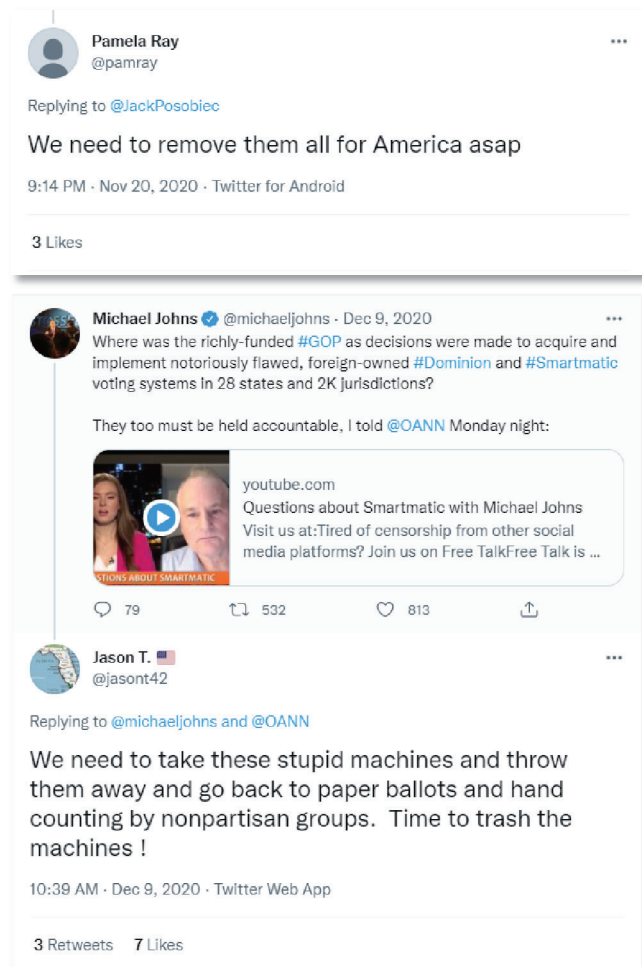 Pamela Ray
@pamray
Replying to @JackPosobiec
We need to remove them all for America asap
9:14 PM · Nov 20, 2020 · Twitter for Android
3 Likes
Michael Johns @michaeljohns · Dec 9, 2020
Where was the richly-funded #GOP as decisions were made to acquire and
implement notoriously flawed, foreign-owned #Dominion and #Smartmatic
voting systems in 28 states and 2K jurisdictions?
They too must be held accountable, I told @OANN Monday night:
youtube.com
Questions about Smartmatic with Michael Johns
Visit us at:Tired of censorship from other social
media platforms? Join us on Free TalkFree Talk is ...
STIONS ABOUT SMARTMATIC
79 532 813
Jason T.
@jasont42
Replying to @michaeljohns and @OANN
We need to take these stupid machines and throw
them away and go back to paper ballots and hand
counting by nonpartisan groups.  Time to trash the
machines !
10:39 AM · Dec 9, 2020 · Twitter Web App
3 Retweets 7 Likes